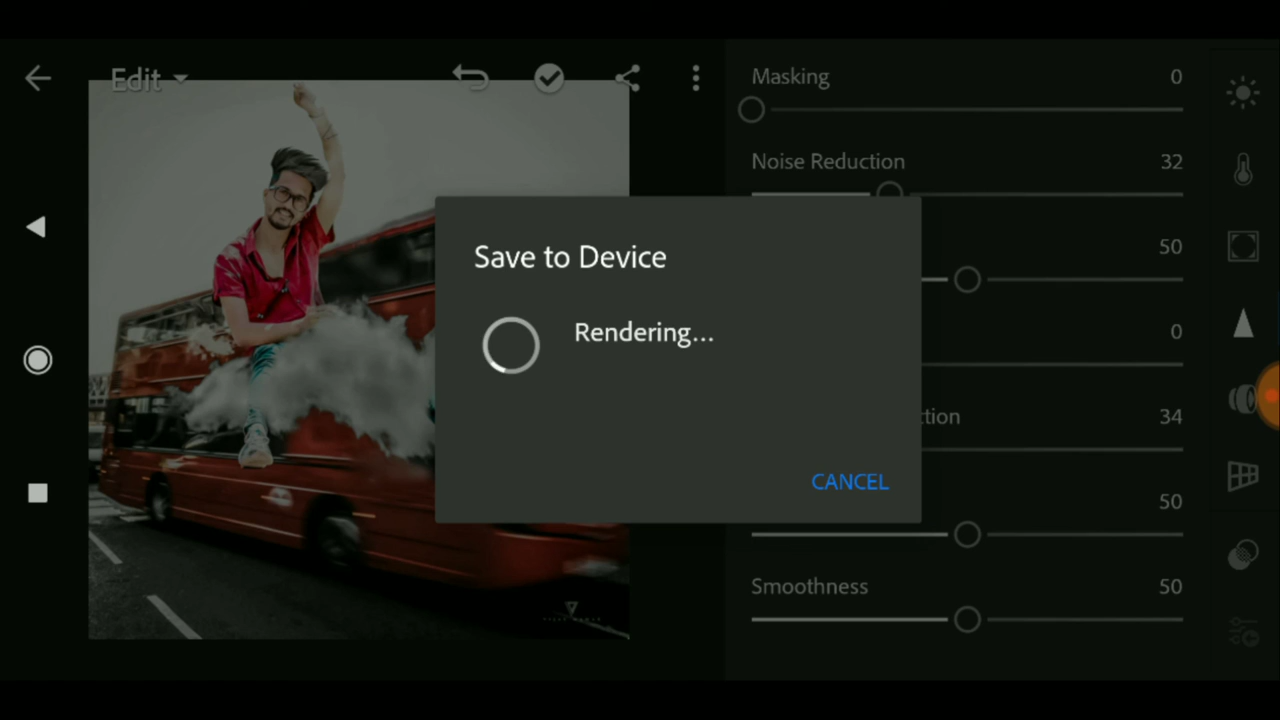 Edit
Masking 0
Noise Reduction 32
50
0
ction 34
50
Smoothness 50
Save to Device
Rendering...
CANCEL